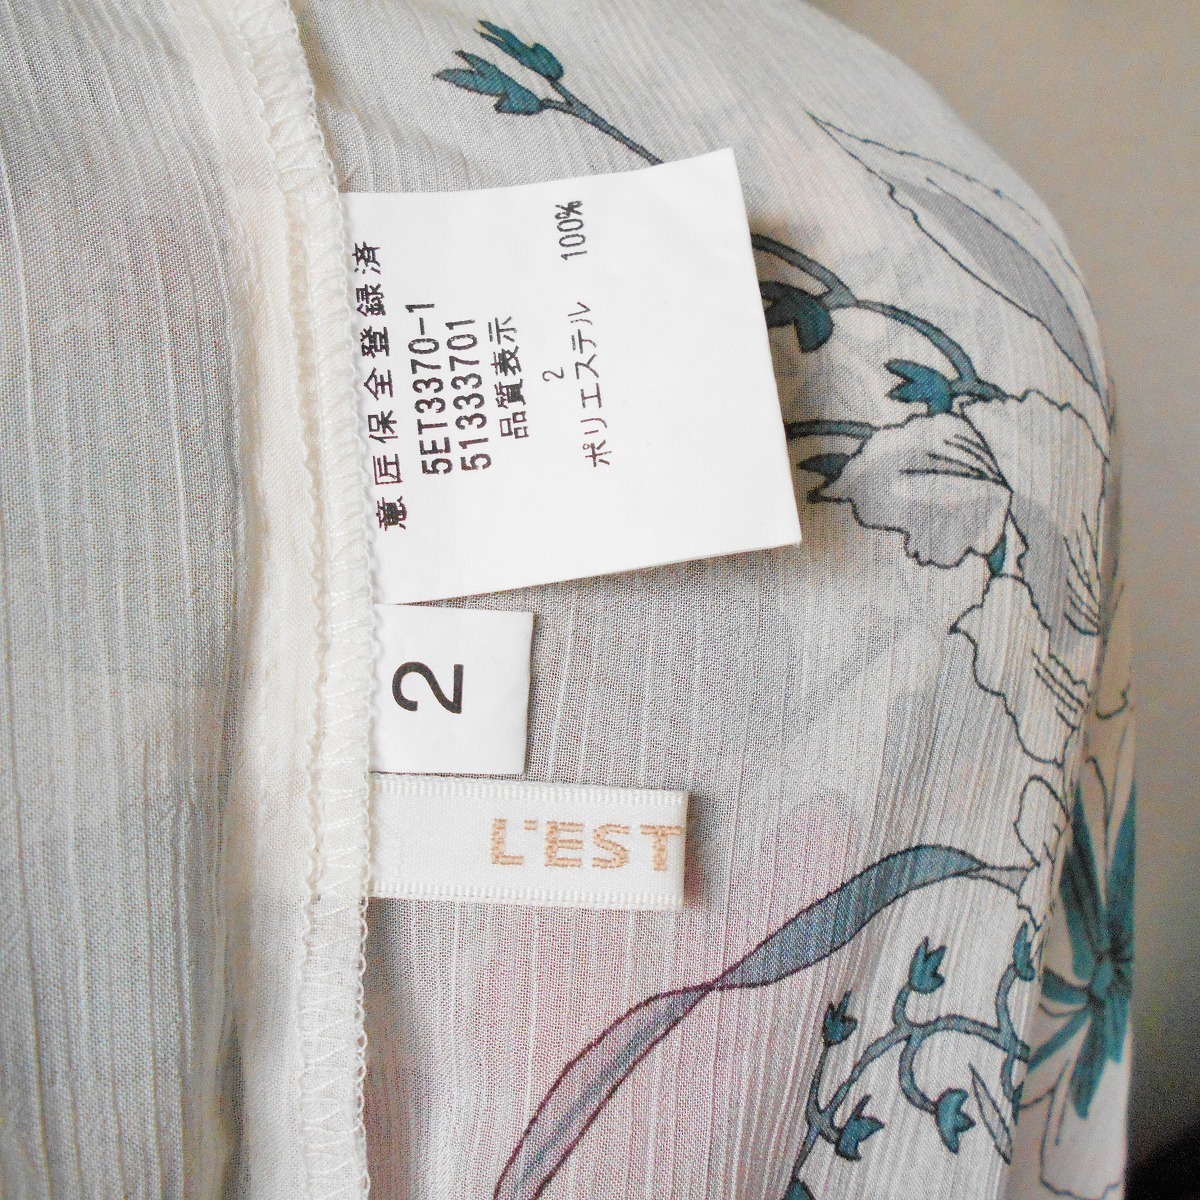 意匠保全登録済
5ET3370-1
51333701
品質表示
2
ポリエステル 100%
2
L'EST